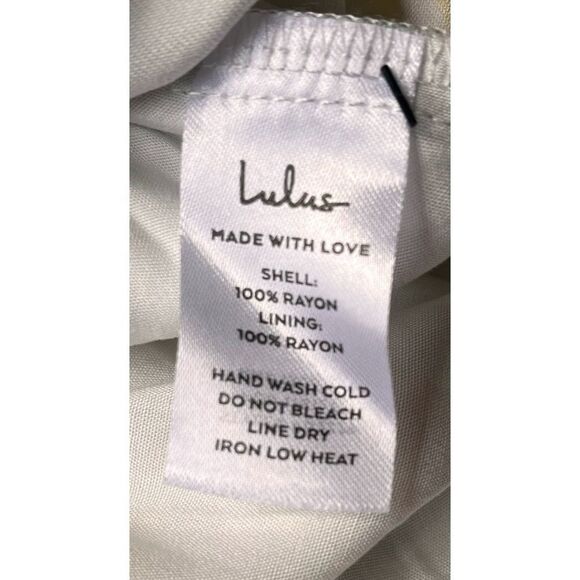 Lulus
MADE WITH LOVE
SHELL:
100% RAYON
LINING:
100% RAYON
HAND WASH COLD
DO NOT BLEACH
LINE DRY
IRON LOW HEAT